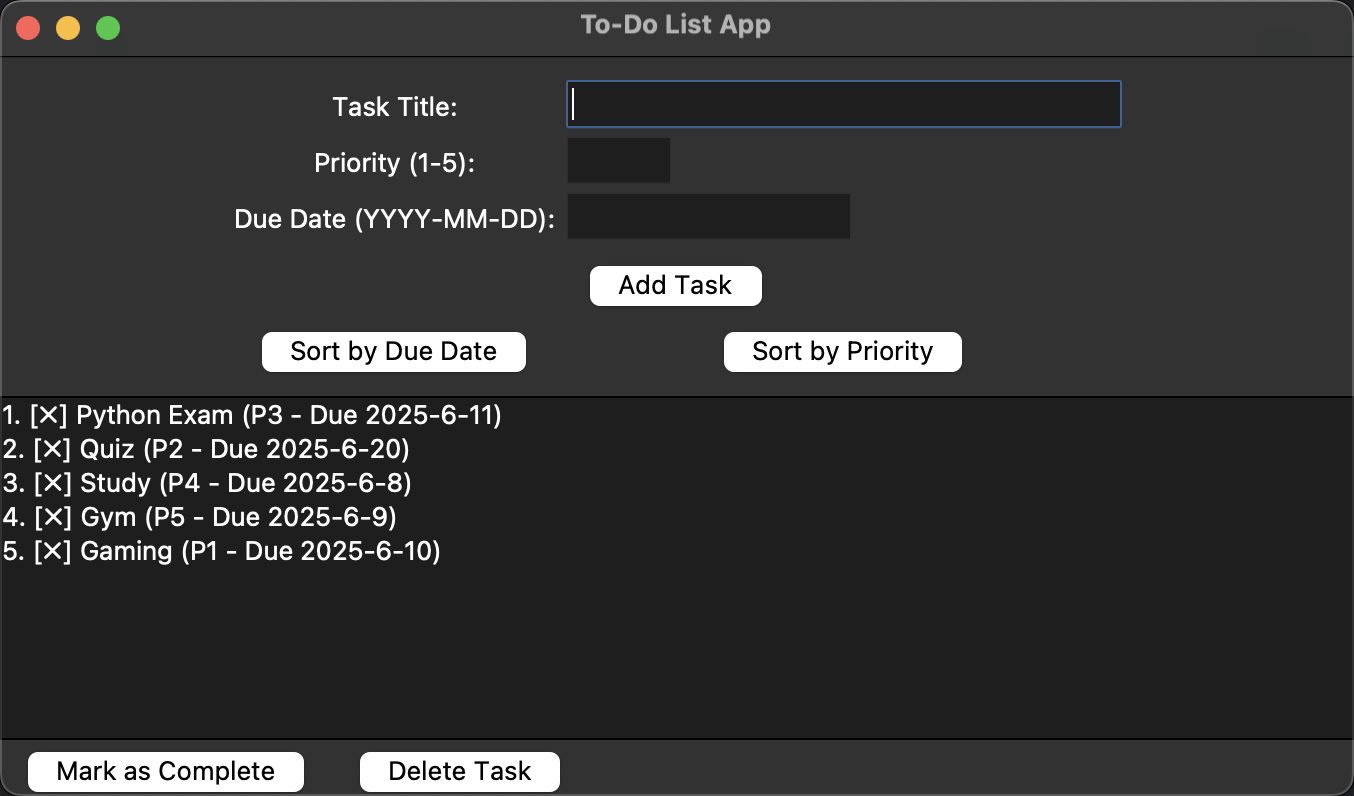 To-Do List App
Task Title:
Priority (1-5):
Due Date (YYYY-MM-DD):
Add Task
Sort by Due Date
Sort by Priority
1. [✕] Python Exam (P3 - Due 2025-6-11)
2. [✕] Quiz (P2 - Due 2025-6-20)
3. [✕] Study (P4 - Due 2025-6-8)
4. [✕] Gym (P5 - Due 2025-6-9)
5. [✕] Gaming (P1 - Due 2025-6-10)
Mark as Complete
Delete Task